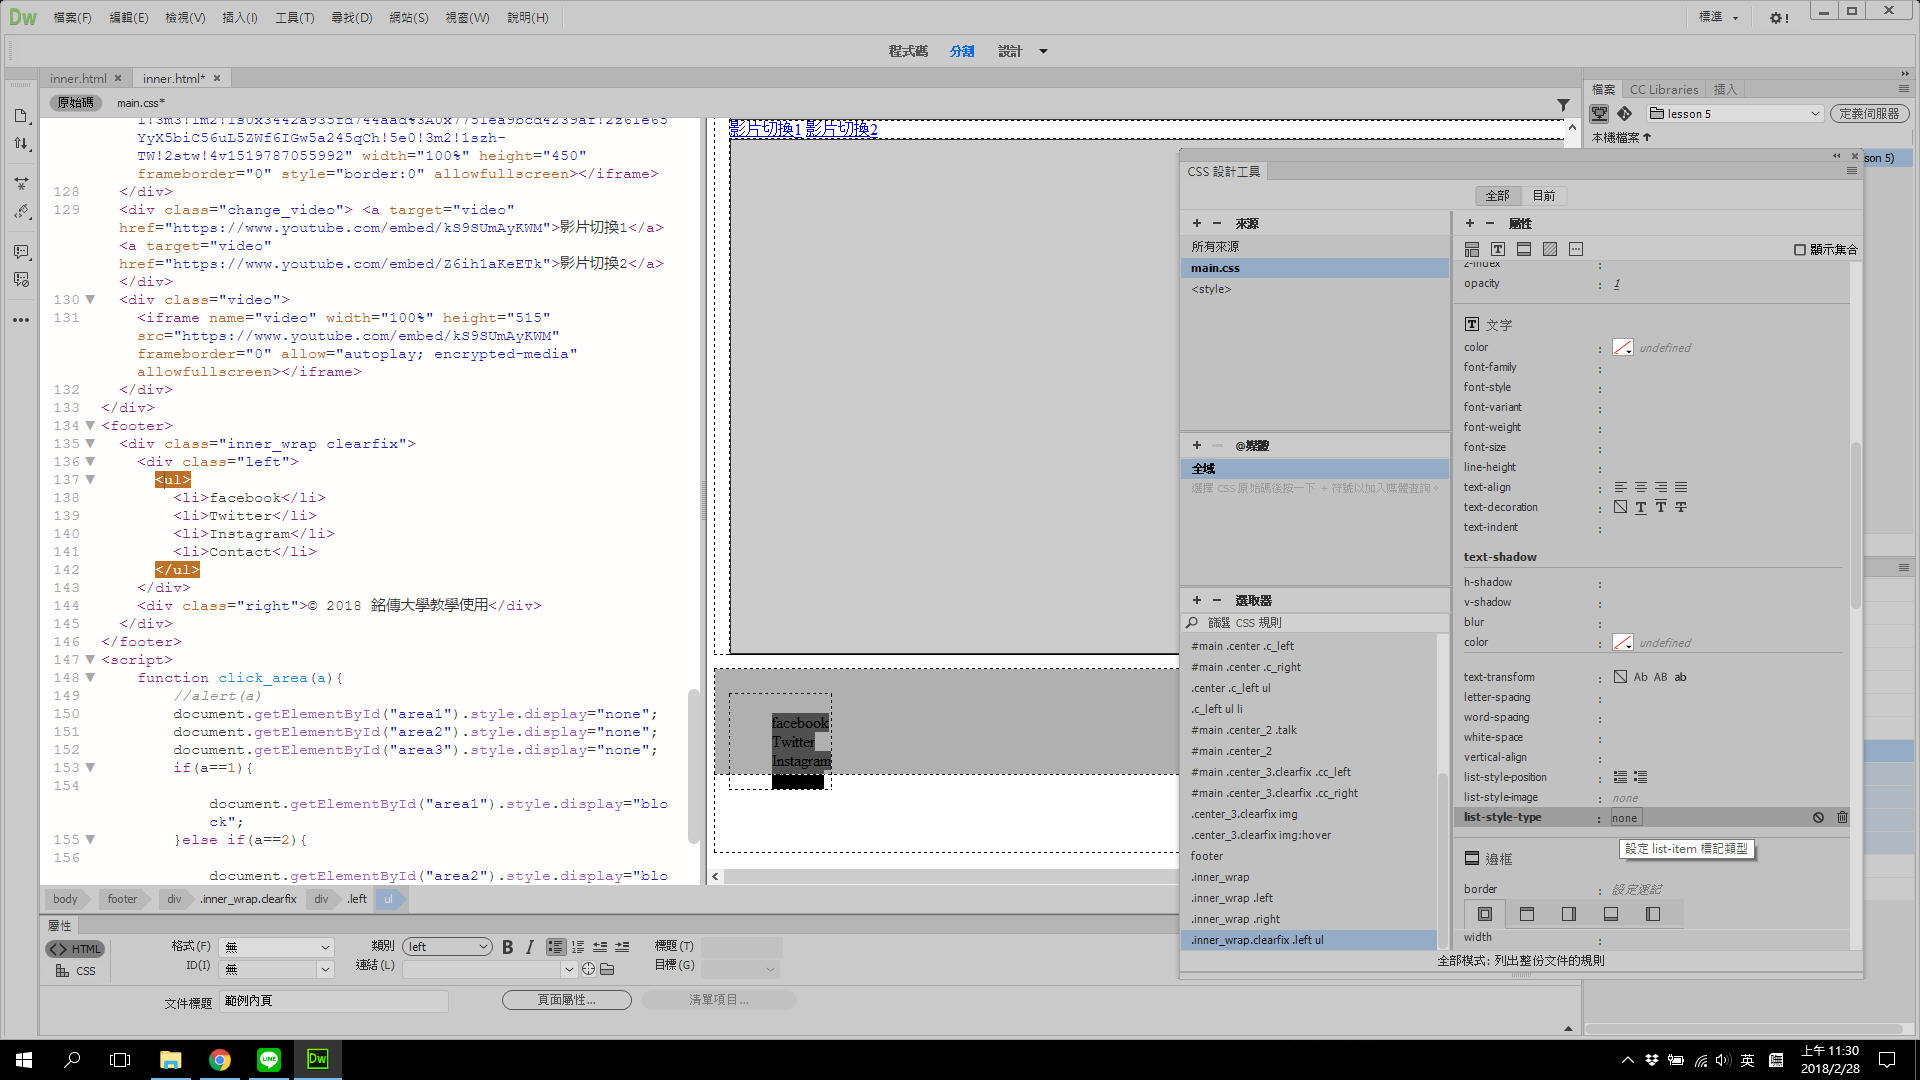 Dw 檔案(F) 編輯(E) 檢視(V) 插入(I) 工具(T) 尋找(D) 網站(S) 視窗(W) 說明(H) 標準
程式碼 分割 設計
inner.html × inner.html* ×
原始碼 main.css*
YyX5biC56uL5ZWf6IGw5a245qCh!5e0!3m2!1szh-
TW!2stw!4v1519787055992" width="100%" height="450"
frameborder="0" style="border:0" allowfullscreen></iframe>
128 </div>
129 <div class="change_video"> <a target="video"
href="https://www.youtube.com/embed/kS9SUmAyKWM">影片切換1</a>
<a target="video"
href="https://www.youtube.com/embed/Z6ih1aKeETk">影片切換2</a>
</div>
130 <div class="video">
131 <iframe name="video" width="100%" height="515"
src="https://www.youtube.com/embed/kS9SUmAyKWM"
frameborder="0" allow="autoplay; encrypted-media"
allowfullscreen></iframe>
132 </div>
133 </div>
134 <footer>
135 <div class="inner_wrap clearfix">
136 <div class="left">
137 <ul>
138 <li>facebook</li>
139 <li>Twitter</li>
140 <li>Instagram</li>
141 <li>Contact</li>
142 </ul>
143 </div>
144 <div class="right">© 2018 銘傳大學教學使用</div>
145 </div>
146 </footer>
147 <script>
148 function click_area(a){
149 //alert(a)
150 document.getElementById("area1").style.display="none";
151 document.getElementById("area2").style.display="none";
152 document.getElementById("area3").style.display="none";
153 if(a==1){
154
document.getElementById("area1").style.display="blo
ck";
155 }else if(a==2){
156
document.getElementById("area2").style.display="blo
影片切換1 影片切換2
facebook
Twitter
Instagram
body footer div .inner_wrap.clearfix div .left ul
屬性
<> HTML 格式(F) 無 類別 left B I 標題(T)
CSS ID(I) 無 連結(L) 目標(G)
文件標題 範例內頁 頁面屬性... 清單項目...
CSS 設計工具
全部 目前
+ − 來源
所有來源
main.css
<style>
+ − @媒體
全域
選擇 CSS 原始碼後按一下 + 符號以加入媒體查詢。
+ − 選取器
篩選 CSS 規則
#main .center .c_left
#main .center .c_right
.center .c_left ul
.c_left ul li
#main .center_2 .talk
#main .center_2
#main .center_3.clearfix .cc_left
#main .center_3.clearfix .cc_right
.center_3.clearfix img
.center_3.clearfix img:hover
footer
.inner_wrap
.inner_wrap .left
.inner_wrap .right
.inner_wrap.clearfix .left ul
+ − 屬性
顯示集合
z-index :
opacity : 1
文字
color : undefined
font-family :
font-style :
font-variant :
font-weight :
font-size :
line-height :
text-align :
text-decoration :
text-indent :
text-shadow
h-shadow :
v-shadow :
blur :
color : undefined
text-transform : Ab AB ab
letter-spacing :
word-spacing :
white-space :
vertical-align :
list-style-position :
list-style-image : none
list-style-type : none
設定 list-item 標記類型
邊框
border : 設定速記
width :
全部模式: 列出整份文件的規則
檔案 CC Libraries 插入
lesson 5 定義伺服器
本機檔案
son 5)
英
上午 11:30
2018/2/28